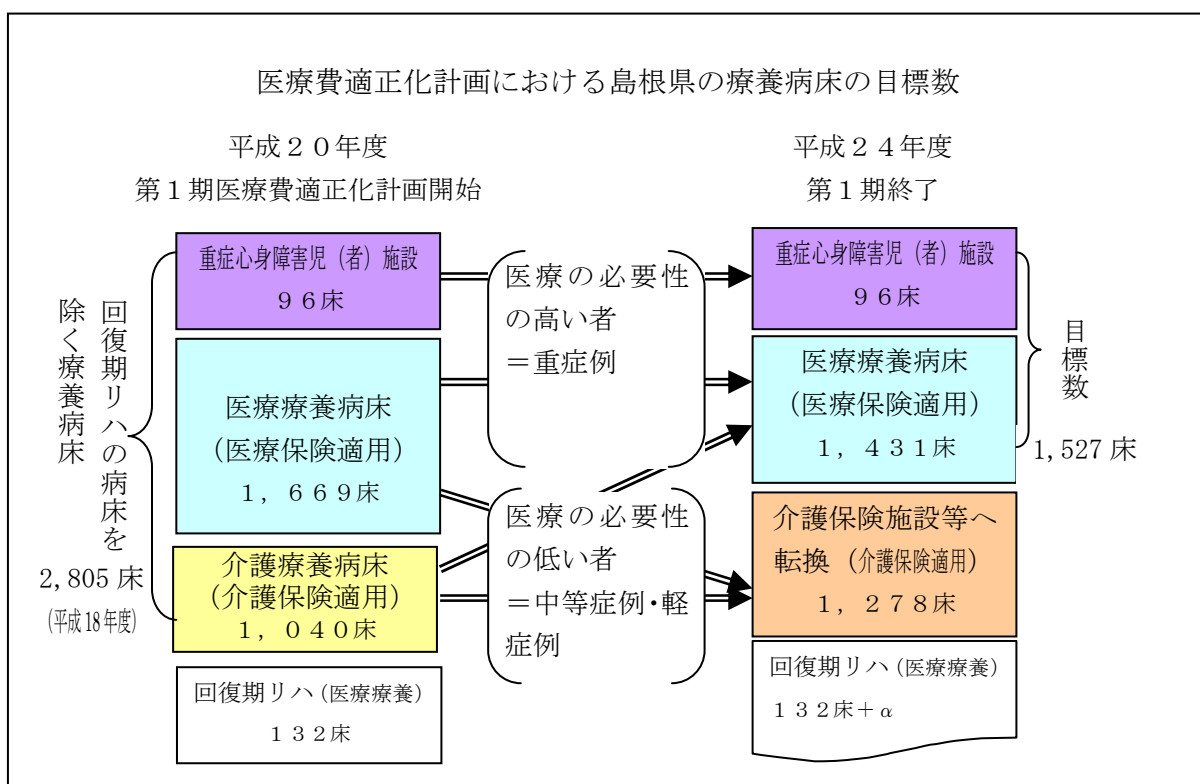 医療費適正化計画における島根県の療養病床の目標数
平成２０年度
第１期医療費適正化計画開始
平成２４年度
第１期終了
回復期リハの病床を
除く療養病床
2,805 床
(平成18年度)
重症心身障害児（者）施設
９６床
医療療養病床
（医療保険適用）
１，６６９床
介護療養病床
（介護保険適用）
１，０４０床
回復期リハ（医療療養）
１３２床
医療の必要性
の高い者
＝重症例
医療の必要性
の低い者
＝中等症例・軽
症例
重症心身障害児（者）施設
９６床
医療療養病床
（医療保険適用）
１，４３１床
介護保険施設等へ
転換（介護保険適用）
１，２７８床
回復期リハ（医療療養）
１３２床＋α
目標数
1,527 床